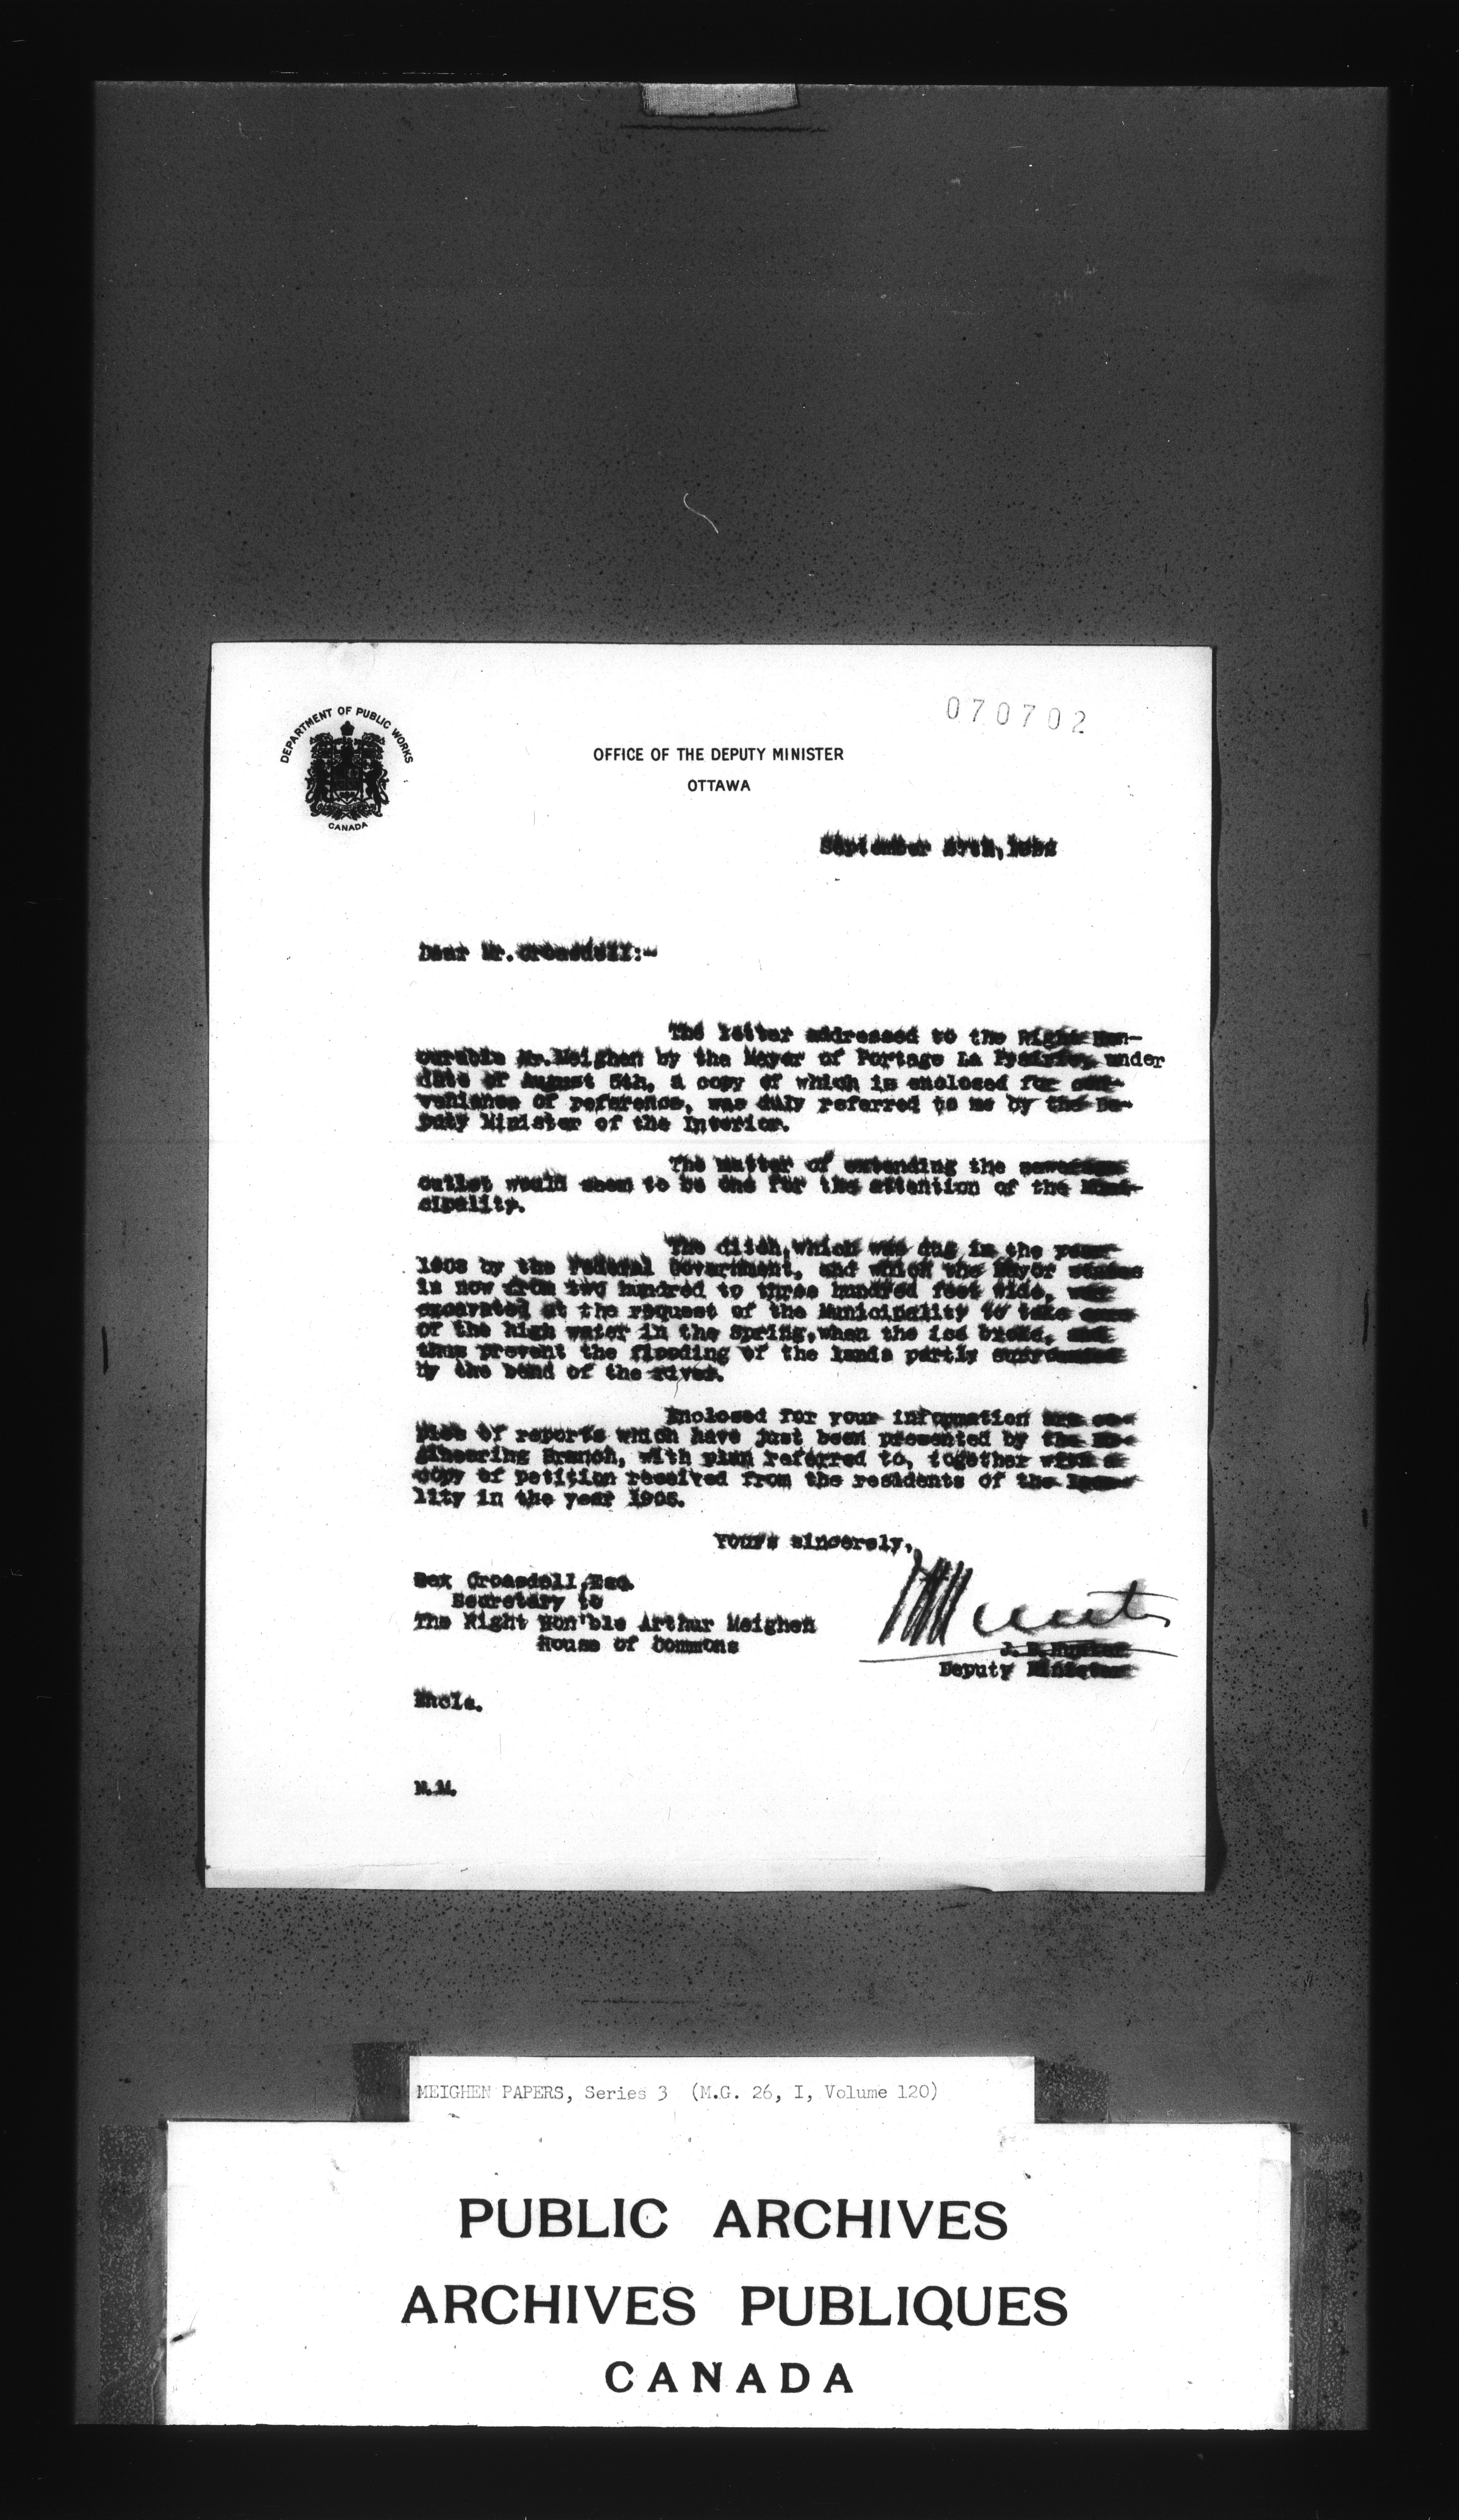 070702
DEPARTMENT OF PUBLIC WORKS
CANADA
OFFICE OF THE DEPUTY MINISTER
OTTAWA
September 27th,
Dear Mr. Croasdell:-
The letter addressed to the Right Hon-
ourable Mr. Meighen by the Mayor of Portage La Prairie, under
date of August 5th, a copy of which is enclosed for con-
venience of reference, was duly referred to me by the De-
puty Minister of the Interior.
The matter of extending the sewerage
outlet would seem to be one for the attention of the Muni-
cipality.
The ditch, which was dug in the year
1908 by the Federal Government, and which the Mayor states
is now from two hundred to three hundred feet wide, was
excavated at the request of the Municipality to take care
of the high water in the Spring, when the ice broke, and
thus prevent the flooding of the lands partly surrounded
by the bend of the river.
Enclosed for your information are co-
pies of reports which have just been presented by the En-
gineering Branch, with plan referred to, together with a
copy of petition received from the residents of the loca-
lity in the year 1905.
Yours sincerely,
Rex Croasdell, Esq.
Secretary to
The Right Hon'ble Arthur Meighen
House of Commons
J. B. Hunter
Deputy Minister
Encls.
M.M.
MEIGHEN PAPERS, Series 3 (M.G. 26, I, Volume 120)
PUBLIC ARCHIVES
ARCHIVES PUBLIQUES
CANADA